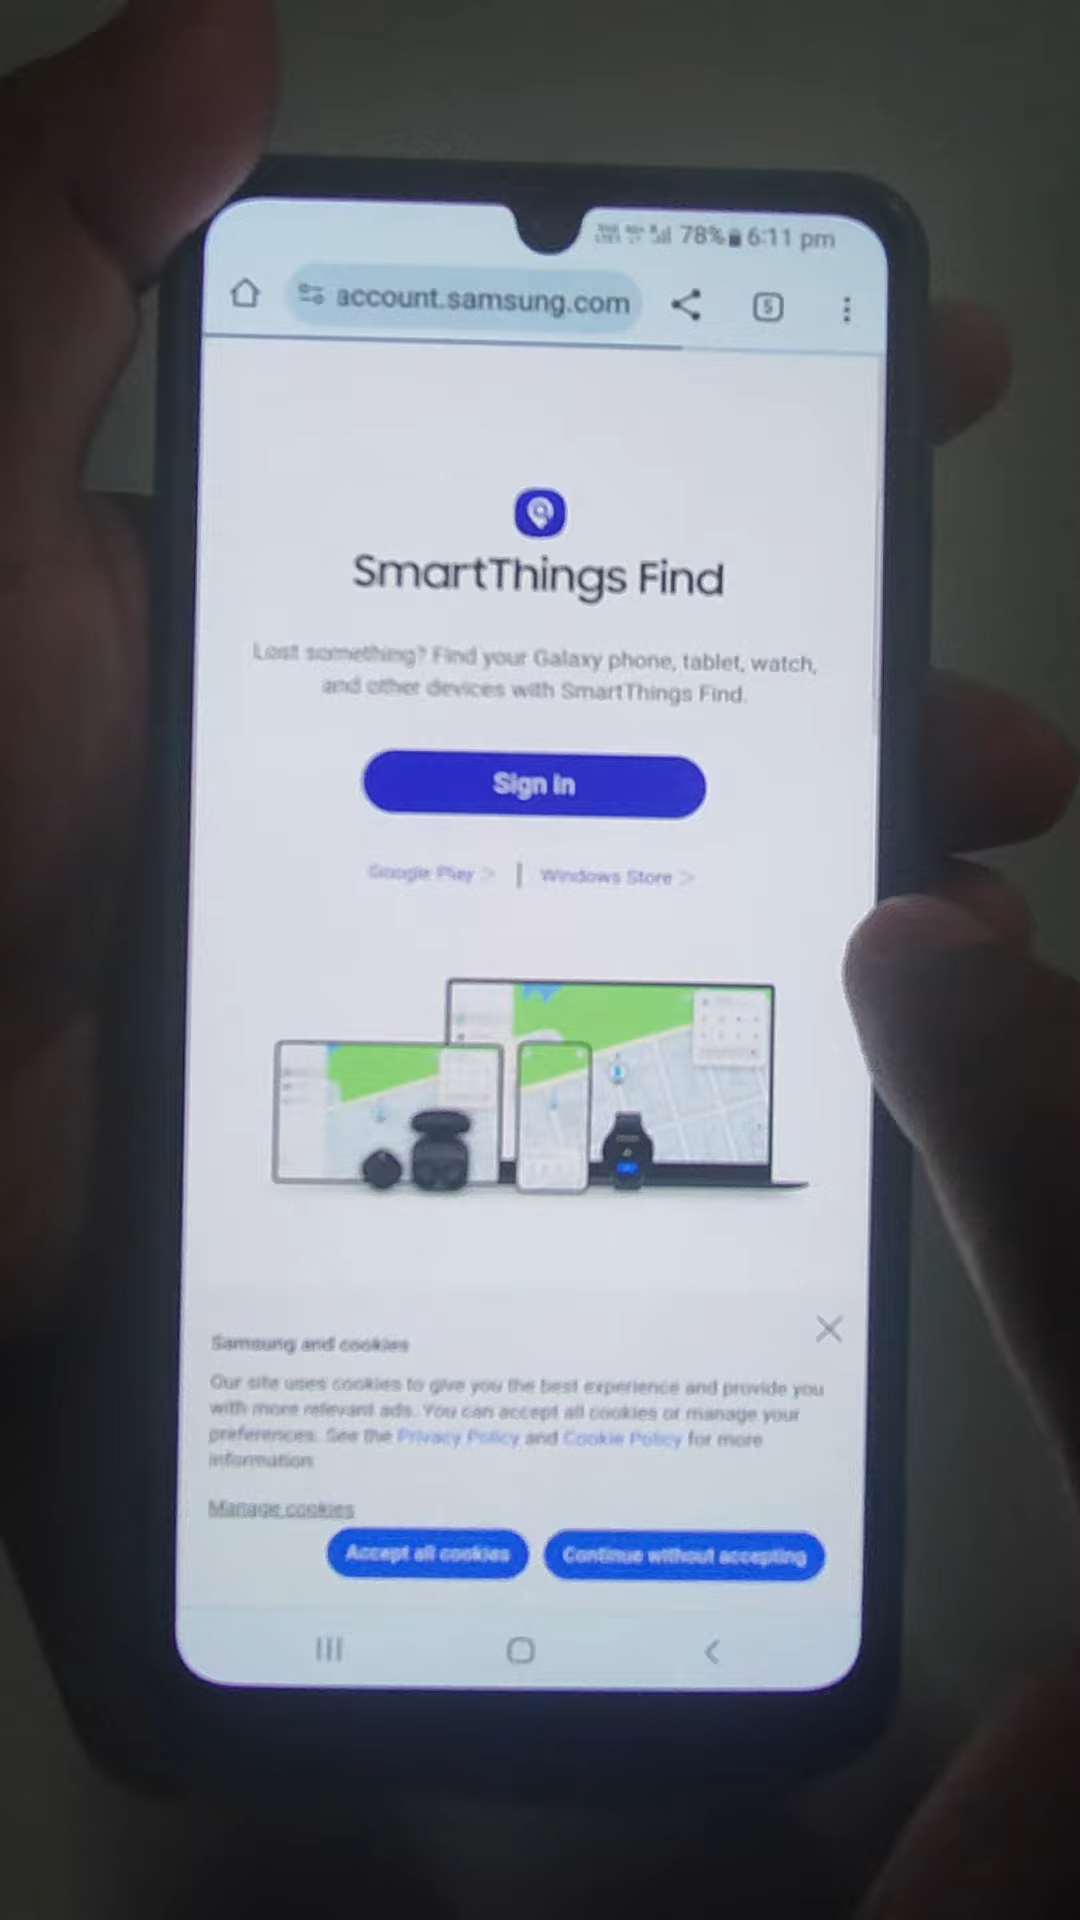 78% 6:11 pm
account.samsung.com
5
SmartThings Find
Lost something? Find your Galaxy phone, tablet, watch,
and other devices with SmartThings Find.
Sign in
Google Play > | Windows Store >
Samsung and cookies
Our site uses cookies to give you the best experience and provide you
with more relevant ads. You can accept all cookies or manage your
preferences. See the Privacy Policy and Cookie Policy for more
information.
Manage cookies
Accept all cookies
Continue without accepting